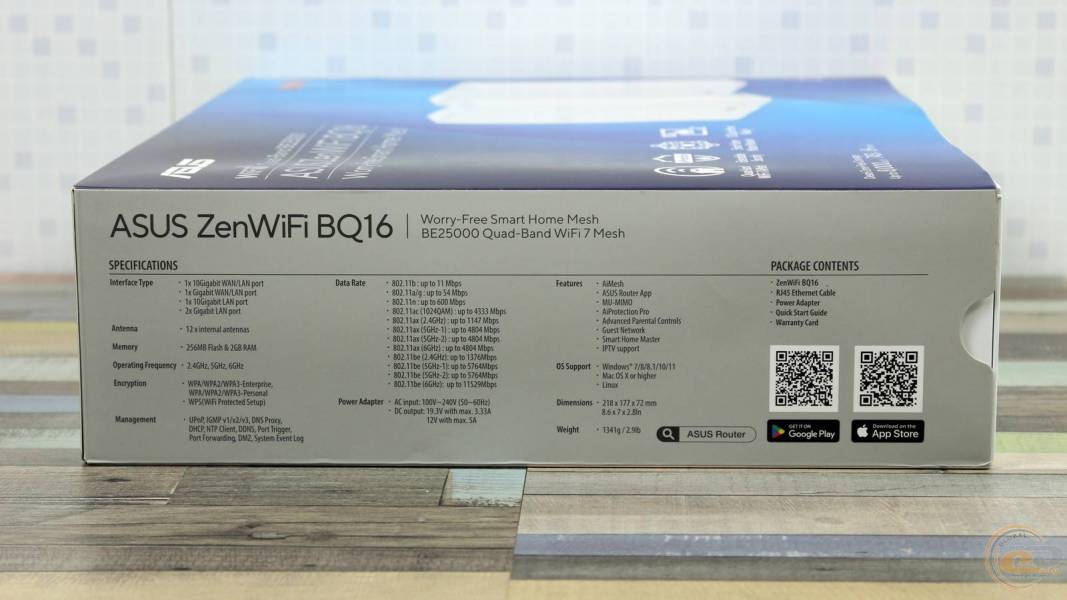 ASUS ZenWiFi BQ16
Worry-Free Smart Home Mesh
BE25000 Quad-Band WiFi 7 Mesh
SPECIFICATIONS
Interface Type
· 1x 10Gigabit WAN/LAN port
· 1x Gigabit WAN/LAN port
· 1x 10Gigabit LAN port
· 2x Gigabit LAN port
Antenna
· 12 x internal antennas
Memory
· 256MB Flash & 2GB RAM
Operating Frequency
· 2.4GHz, 5GHz, 6GHz
Encryption
· WPA/WPA2/WPA3-Enterprise,
WPA/WPA2/WPA3-Personal
· WPS(WiFi Protected Setup)
Management
· UPnP, IGMP v1/v2/v3, DNS Proxy,
DHCP, NTP Client, DDNS, Port Trigger,
Port Forwarding, DMZ, System Event Log
Data Rate
· 802.11b : up to 11 Mbps
· 802.11a/g : up to 54 Mbps
· 802.11n : up to 600 Mbps
· 802.11ac (1024QAM) : up to 4333 Mbps
· 802.11ax (2.4GHz) : up to 1147 Mbps
· 802.11ax (5GHz-1) : up to 4804 Mbps
· 802.11ax (5GHz-2) : up to 4804 Mbps
· 802.11ax (6GHz) : up to 4804 Mbps
· 802.11be (2.4GHz): up to 1376Mbps
· 802.11be (5GHz-1): up to 5764Mbps
· 802.11be (5GHz-2): up to 5764Mbps
· 802.11be (6GHz): up to 11529Mbps
Power Adapter
· AC input: 100V~240V (50~60Hz)
· DC output: 19.3V with max. 3.33A
12V with max. 5A
Features
· AiMesh
· ASUS Router App
· MU-MIMO
· AiProtection Pro
· Advanced Parental Controls
· Guest Network
· Smart Home Master
· IPTV support
OS Support
· Windows® 7/8/8.1/10/11
· Mac OS X or higher
· Linux
Dimensions
· 218 x 177 x 72 mm
8.6 x 7 x 2.8In
Weight
· 1341g / 2.9lb
ASUS Router
PACKAGE CONTENTS
· ZenWiFi BQ16
· RJ45 Ethernet Cable
· Power Adapter
· Quick Start Guide
· Warranty Card
GET IT ON
Google Play
Download on the
App Store